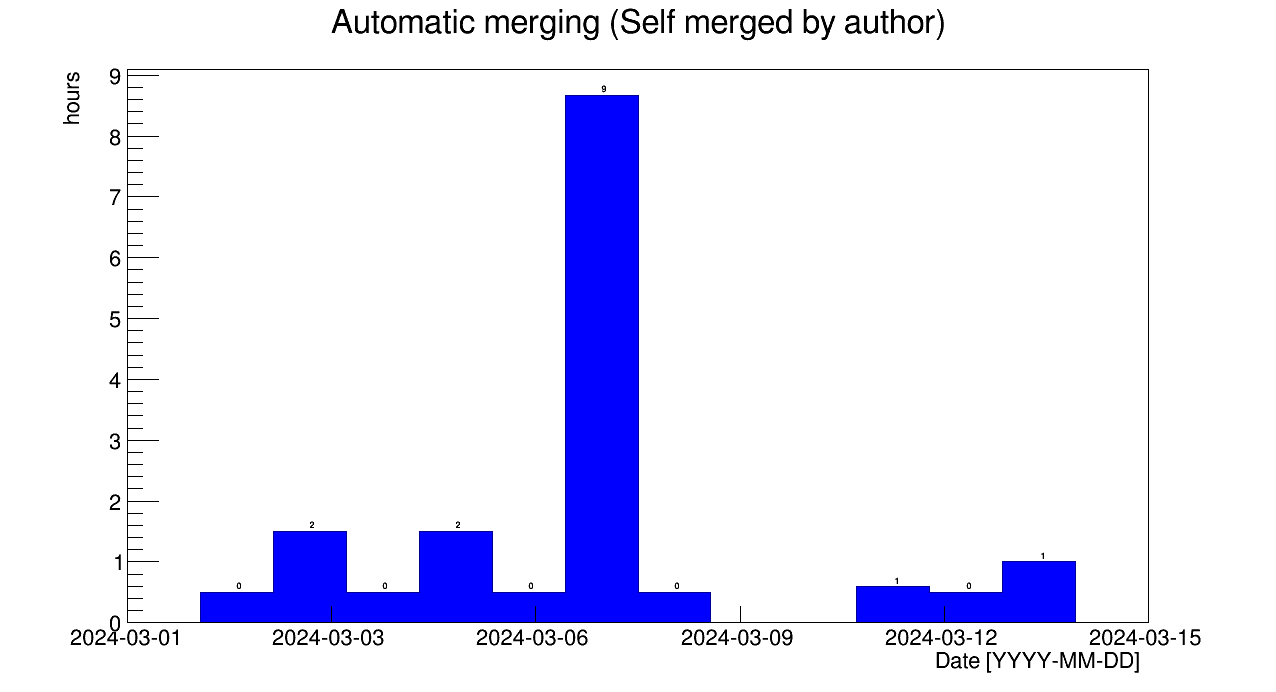 Automatic merging (Self merged by author)
hours
9
8
7
6
5
4
3
2
1
0
0 2 0 2 0 9 0 1 0 1
2024-03-01 2024-03-03 2024-03-06 2024-03-09 2024-03-12 2024-03-15
Date [YYYY-MM-DD]